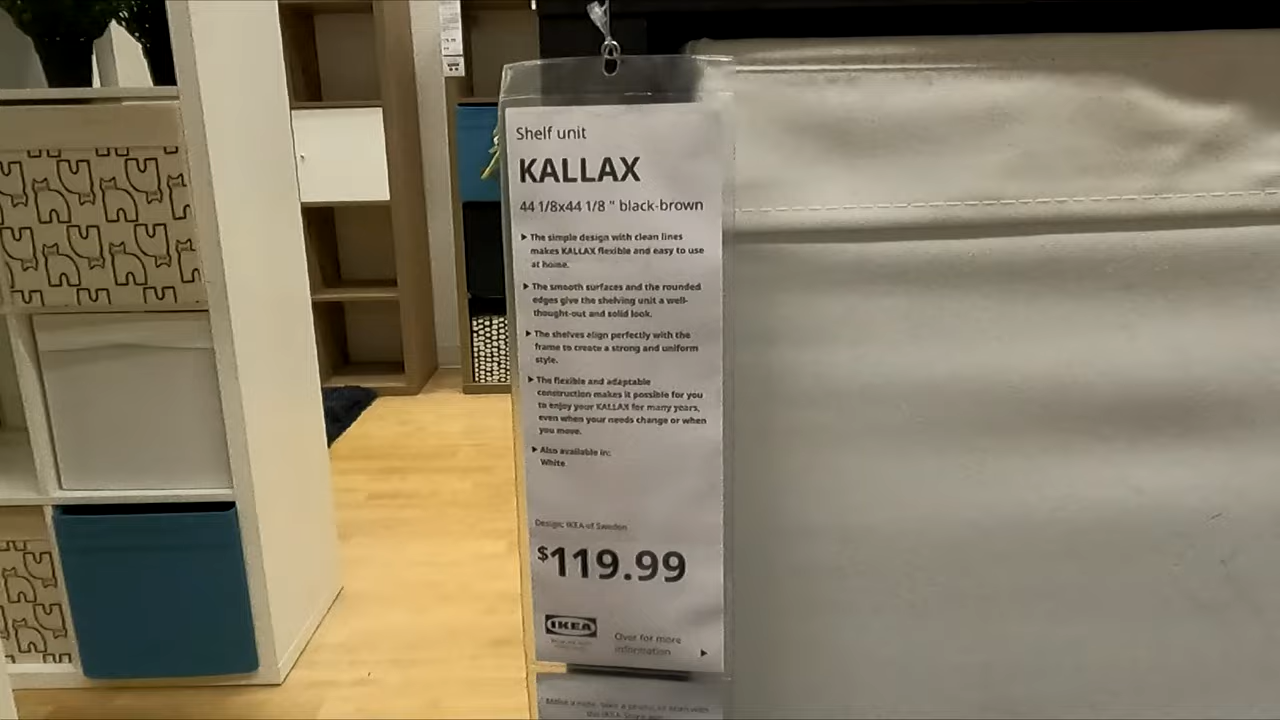 Shelf unit
KALLAX
44 1/8x44 1/8 " black-brown
▶ The simple design with clean lines
makes KALLAX flexible and easy to use
at home.
▶ The smooth surfaces and the rounded
edges give the shelving unit a well-
thought-out and solid look.
▶ The shelves align perfectly with the
frame to create a strong and uniform
style.
▶ The flexible and adaptable
construction makes it possible for you
to enjoy your KALLAX for many years,
even when your needs change or when
you move.
▶ Also available in:
White
Design: IKEA of Sweden
$119.99
IKEA
Over for more
information ▶